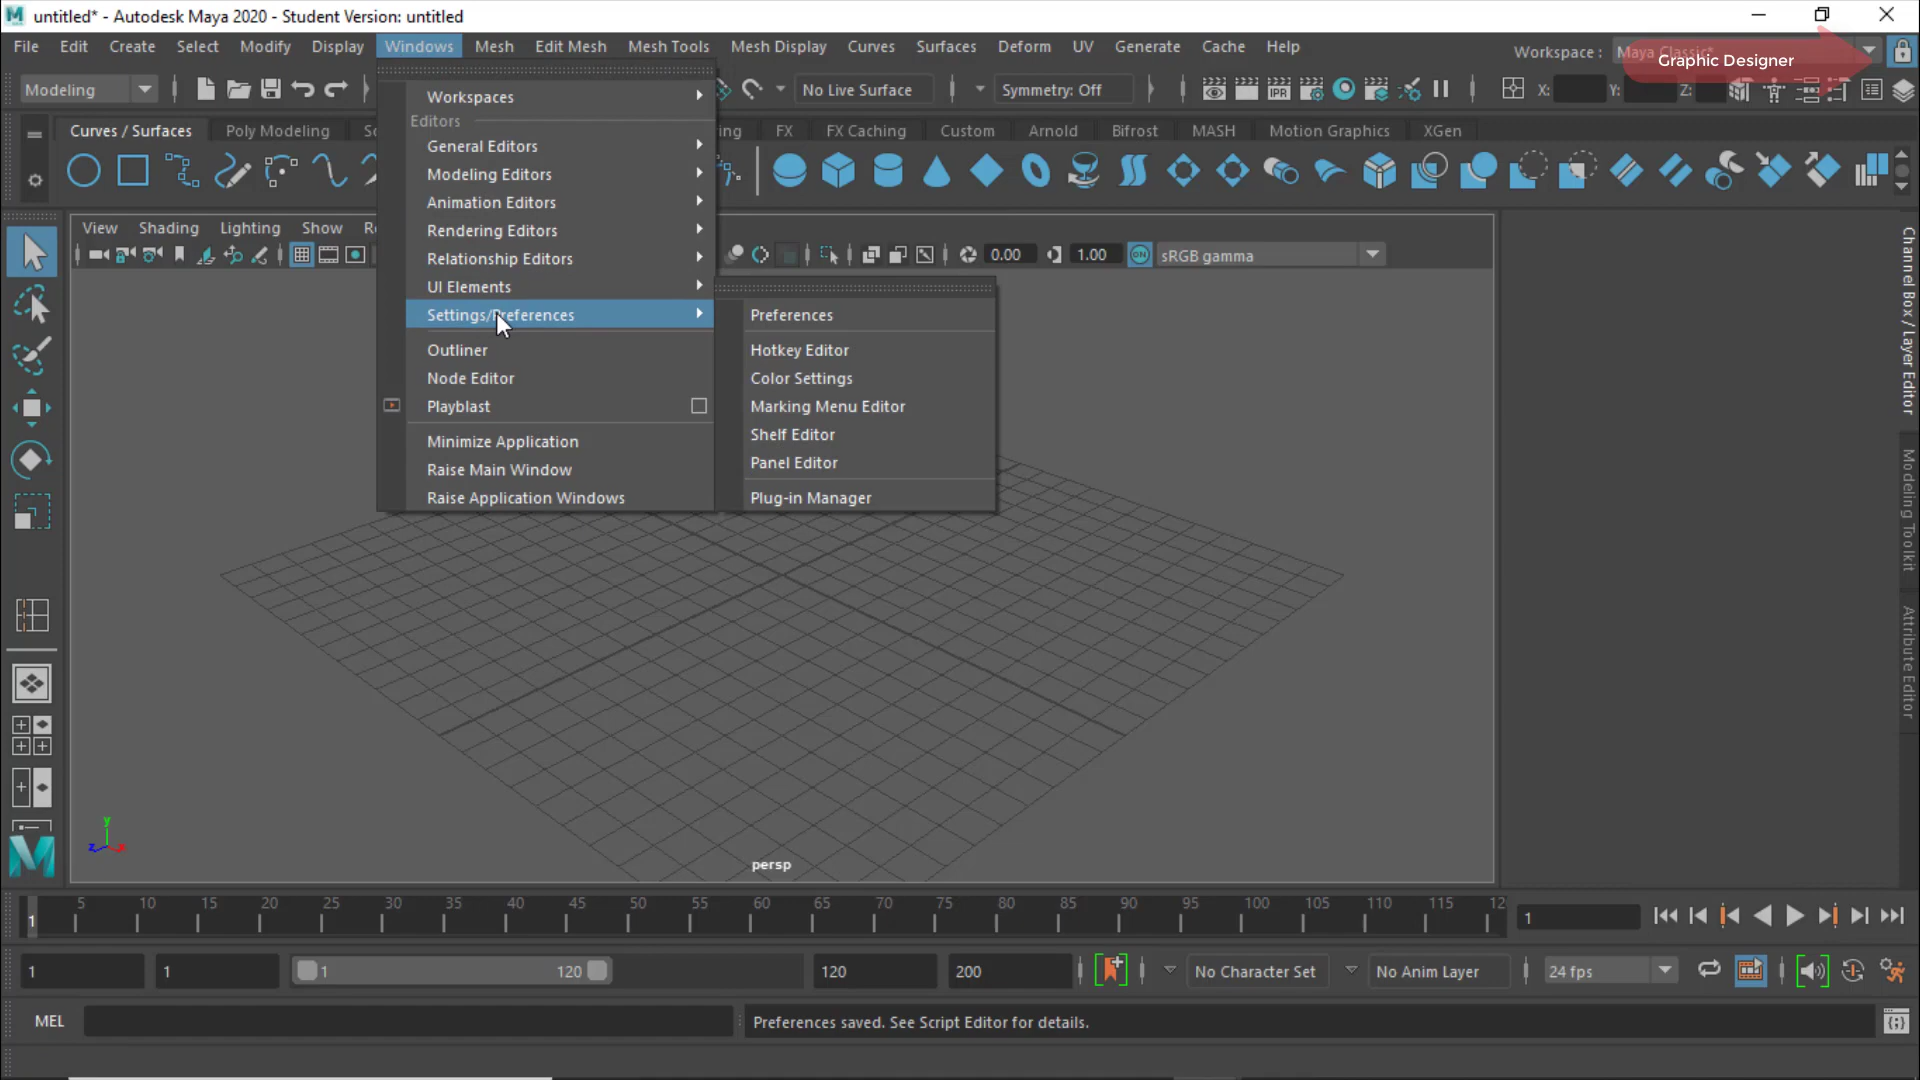 untitled* - Autodesk Maya 2020 - Student Version: untitled
File Edit Create Select Modify Display Windows Mesh Edit Mesh Mesh Tools Mesh Display Curves Surfaces Deform UV Generate Cache Help
Workspace : Maya Classic*
Graphic Designer
Modeling No Live Surface Symmetry: Off IPR X: Y: Z:
Curves / Surfaces Poly Modeling FX FX Caching Custom Arnold Bifrost MASH Motion Graphics XGen
View Shading Lighting Show
0.00 1.00 ON sRGB gamma
Workspaces
Editors
General Editors
Modeling Editors
Animation Editors
Rendering Editors
Relationship Editors
UI Elements
Settings/Preferences
Outliner
Node Editor
Playblast
Minimize Application
Raise Main Window
Raise Application Windows
Preferences
Hotkey Editor
Color Settings
Marking Menu Editor
Shelf Editor
Panel Editor
Plug-in Manager
Channel Box / Layer Editor
Modeling Toolkit
Attribute Editor
y
z x
persp
1 5 10 15 20 25 30 35 40 45 50 55 60 65 70 75 80 85 90 95 100 105 110 115 12 1
1 1 1 120 120 200 No Character Set No Anim Layer 24 fps
MEL Preferences saved. See Script Editor for details.